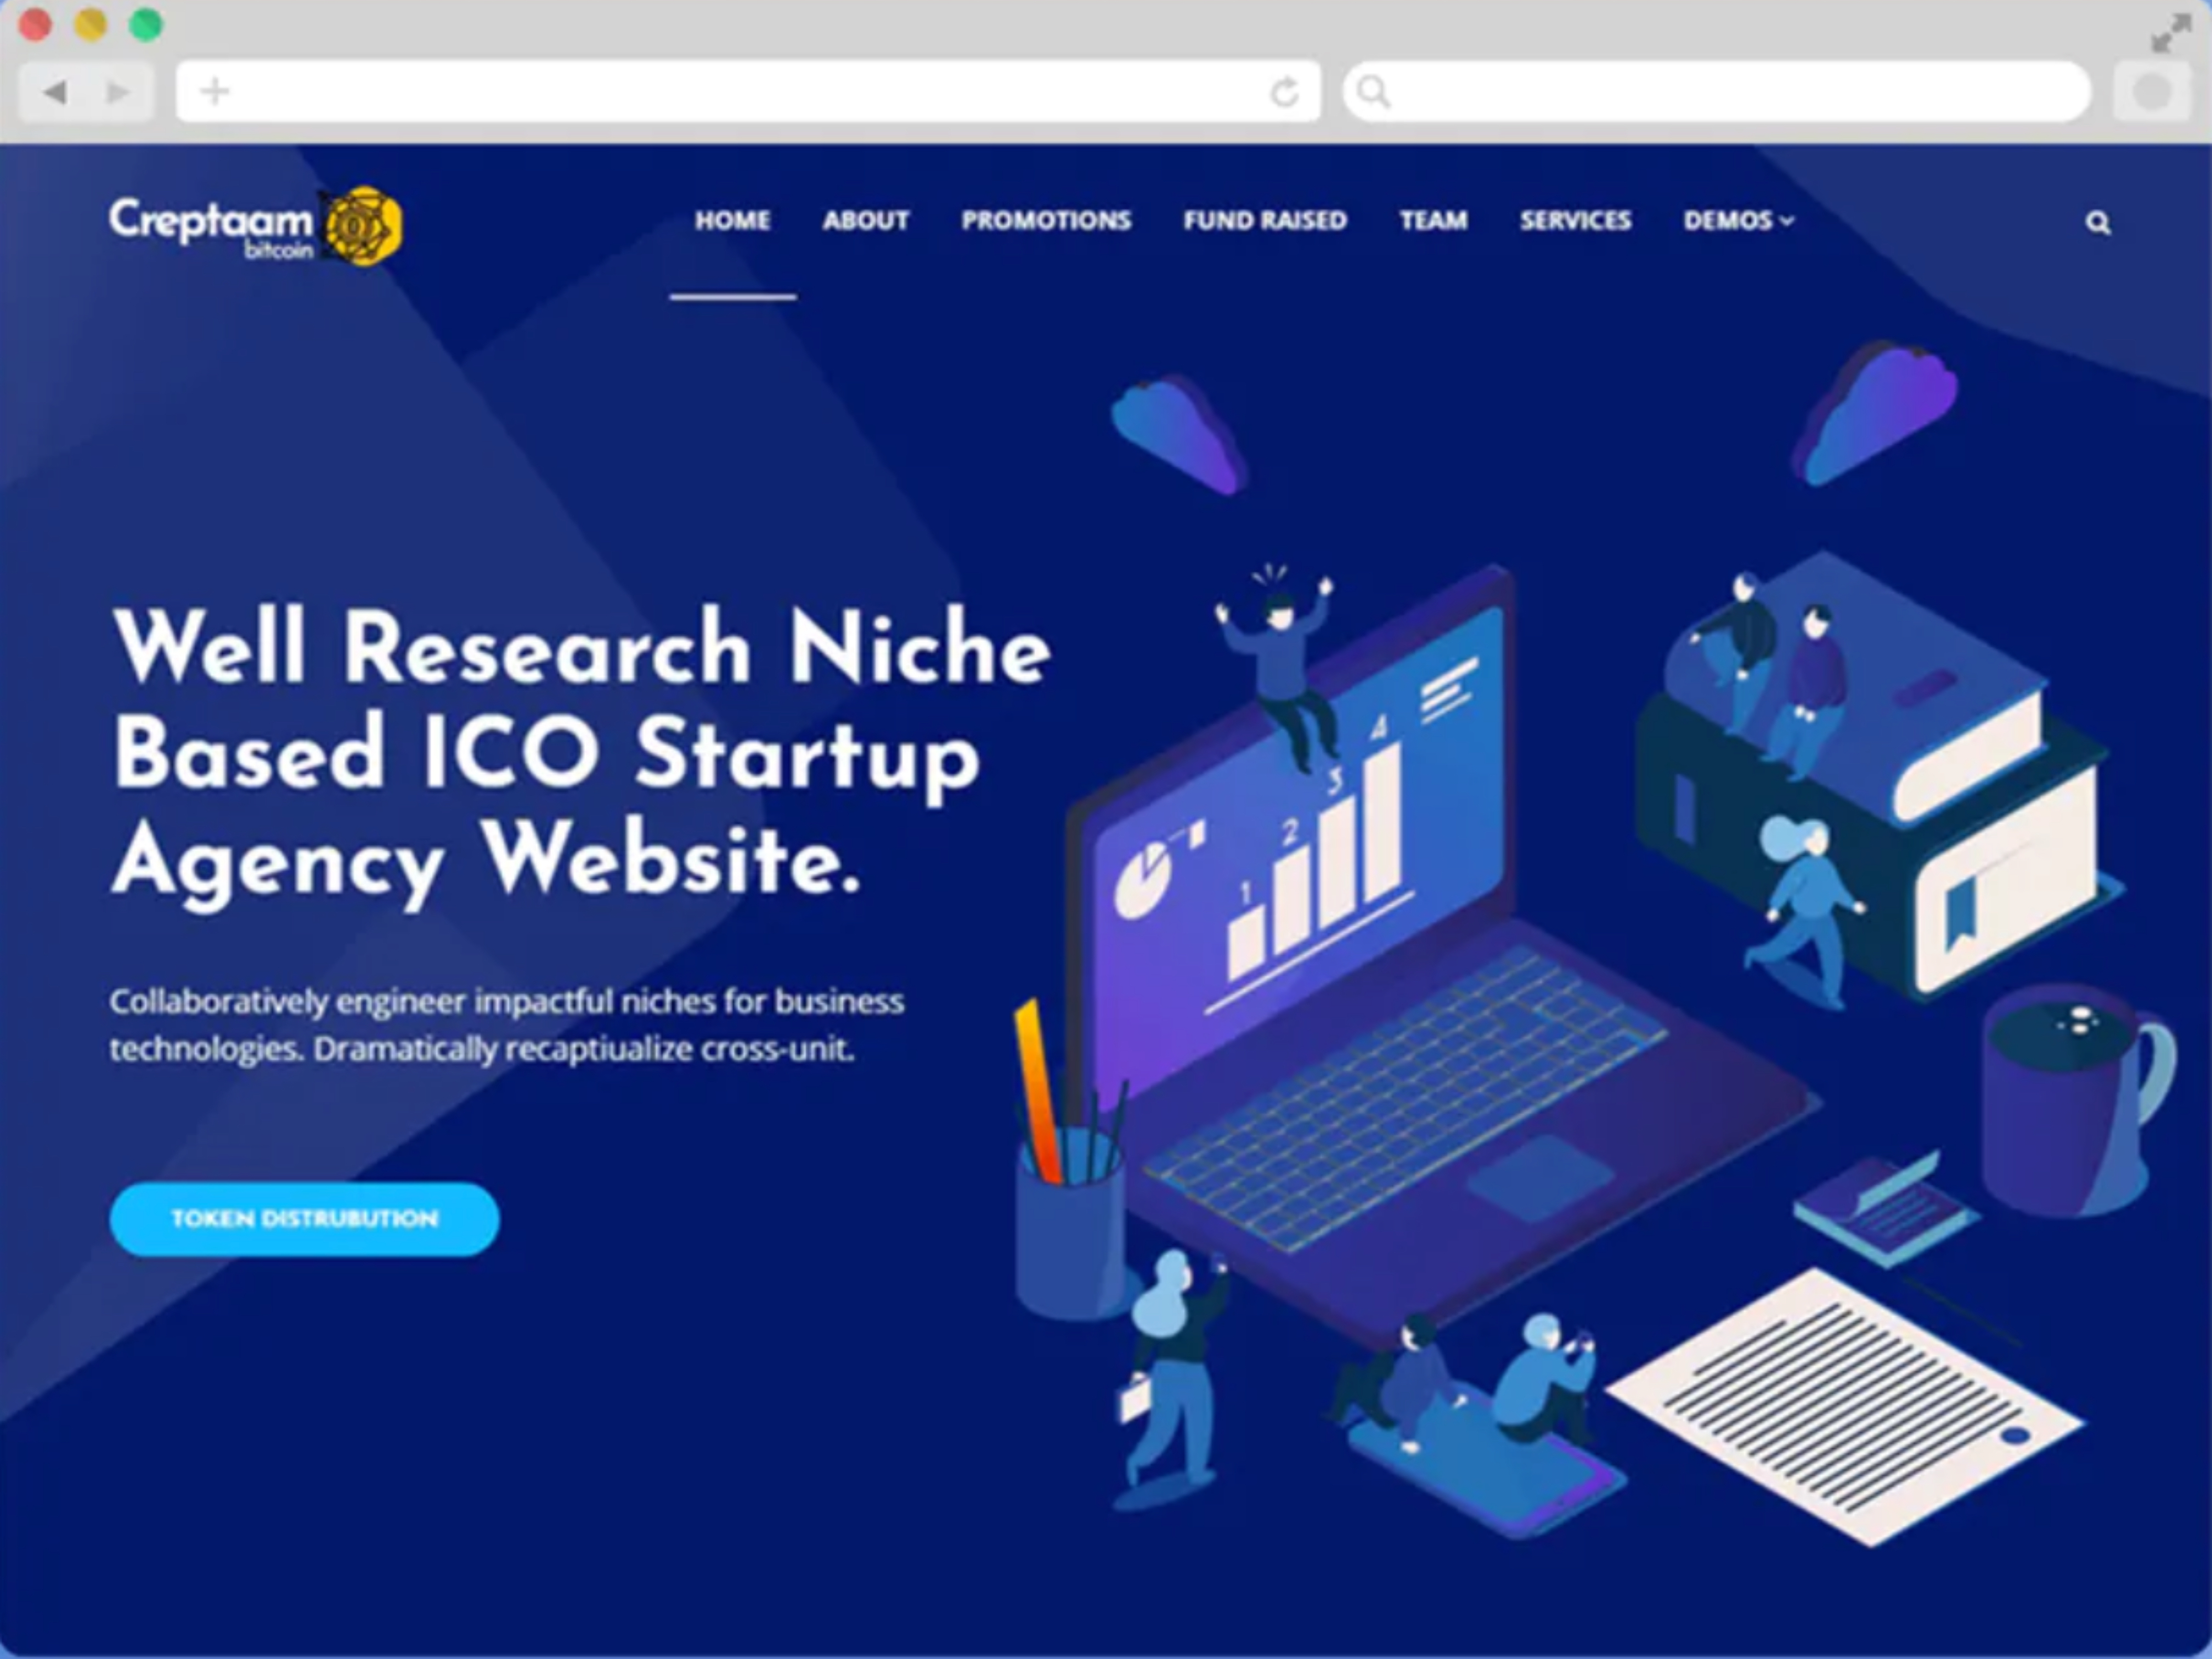 Creptaam
bitcoin
HOME ABOUT PROMOTIONS FUND RAISED TEAM SERVICES DEMOS
Well Research Niche
Based ICO Startup
Agency Website.
Collaboratively engineer impactful niches for business
technologies. Dramatically recaptiualize cross-unit.
TOKEN DISTRUBUTION
1 2 3 4